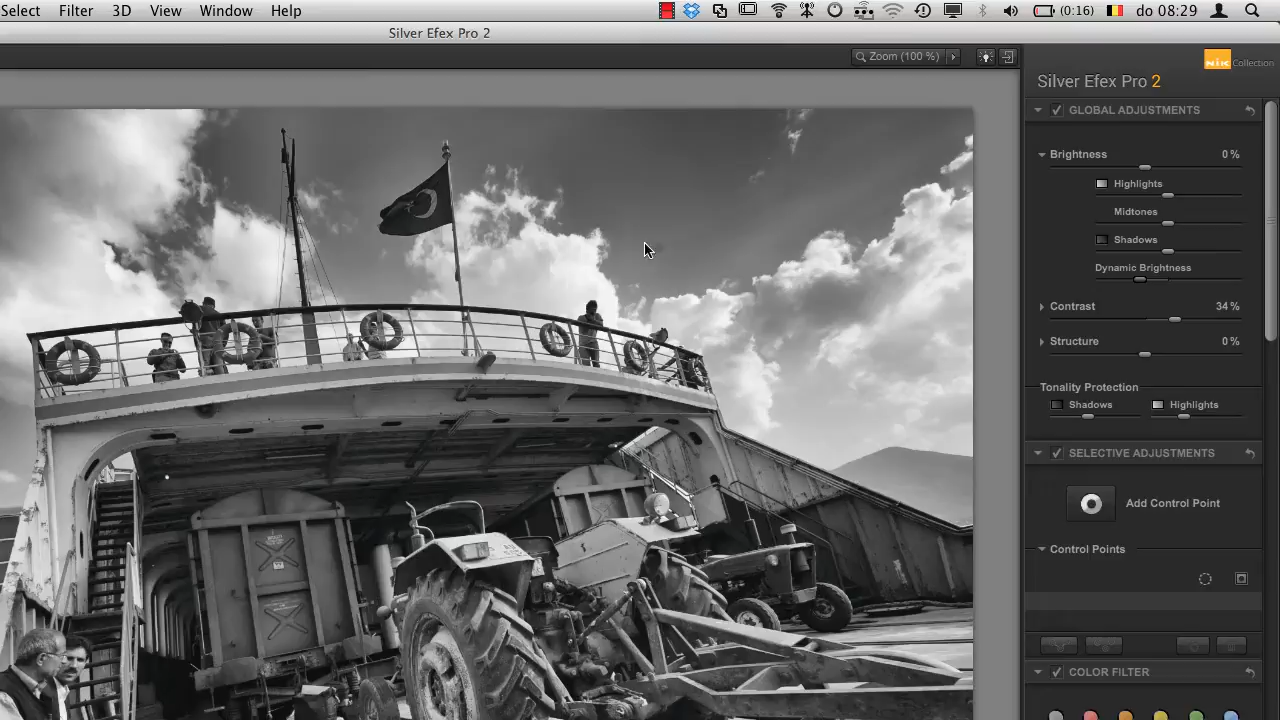 Select Filter 3D View Window Help (0:16) do 08:29
Silver Efex Pro 2
Zoom (100 %)
Nik Collection
Silver Efex Pro 2
GLOBAL ADJUSTMENTS
Brightness 0 %
Highlights
Midtones
Shadows
Dynamic Brightness
Contrast 34 %
Structure 0 %
Tonality Protection
Shadows Highlights
SELECTIVE ADJUSTMENTS
Add Control Point
Control Points
COLOR FILTER